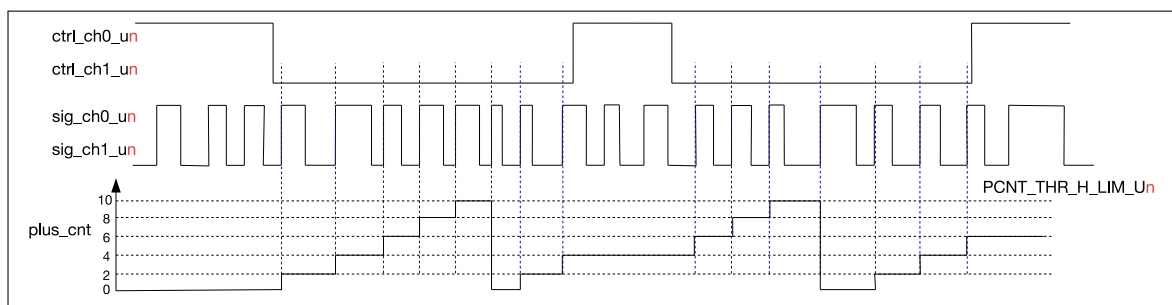 ctrl_ch0_un
ctrl_ch1_un
sig_ch0_un
sig_ch1_un
PCNT_THR_H_LIM_Un
plus_cnt
10
8
6
4
2
0